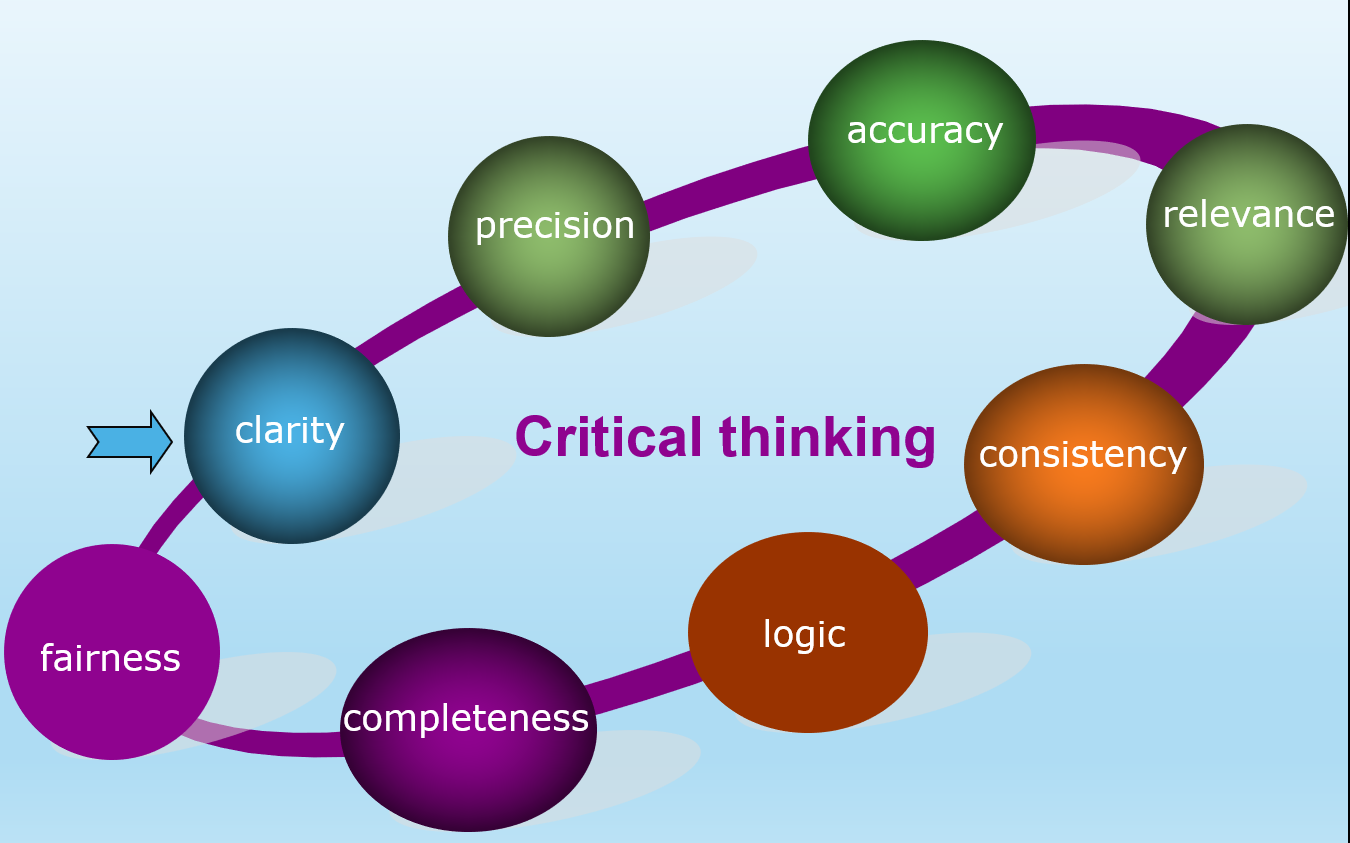 accuracy
relevance
precision
clarity
Critical thinking
consistency
logic
fairness
completeness